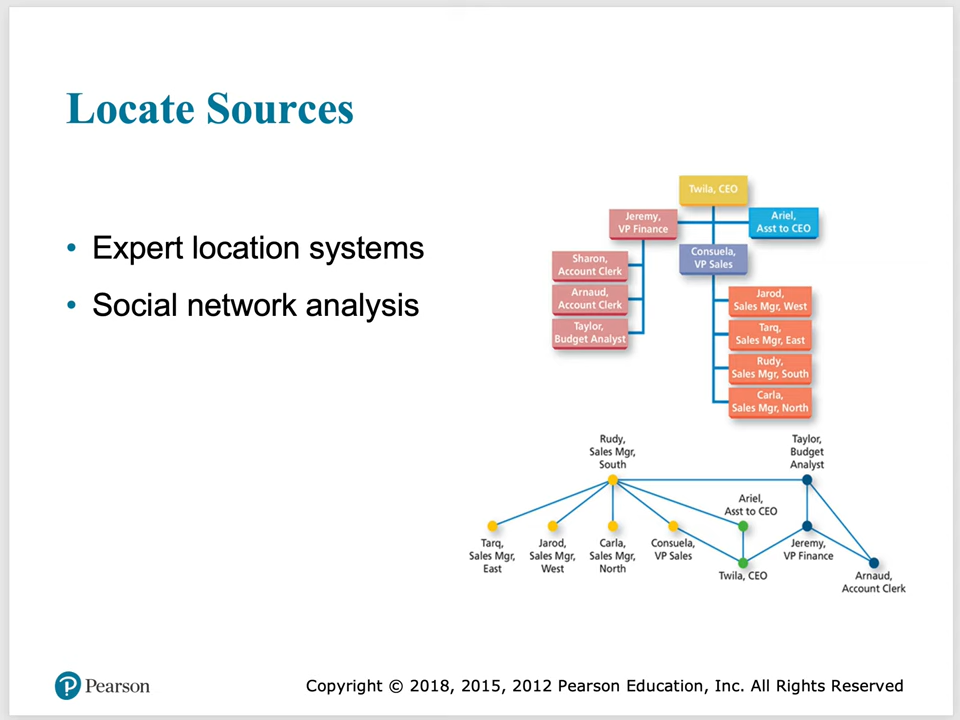 Locate Sources
• Expert location systems
• Social network analysis
Twila, CEO
Jeremy,
VP Finance
Ariel,
Asst to CEO
Consuela,
VP Sales
Sharon,
Account Clerk
Arnaud,
Account Clerk
Taylor,
Budget Analyst
Jarod,
Sales Mgr, West
Tarq,
Sales Mgr, East
Rudy,
Sales Mgr, South
Carla,
Sales Mgr, North
Rudy,
Sales Mgr,
South
Taylor,
Budget
Analyst
Ariel,
Asst to CEO
Tarq,
Sales Mgr,
East
Jarod,
Sales Mgr,
West
Carla,
Sales Mgr,
North
Consuela,
VP Sales
Twila, CEO
Jeremy,
VP Finance
Arnaud,
Account Clerk
Pearson
Copyright © 2018, 2015, 2012 Pearson Education, Inc. All Rights Reserved